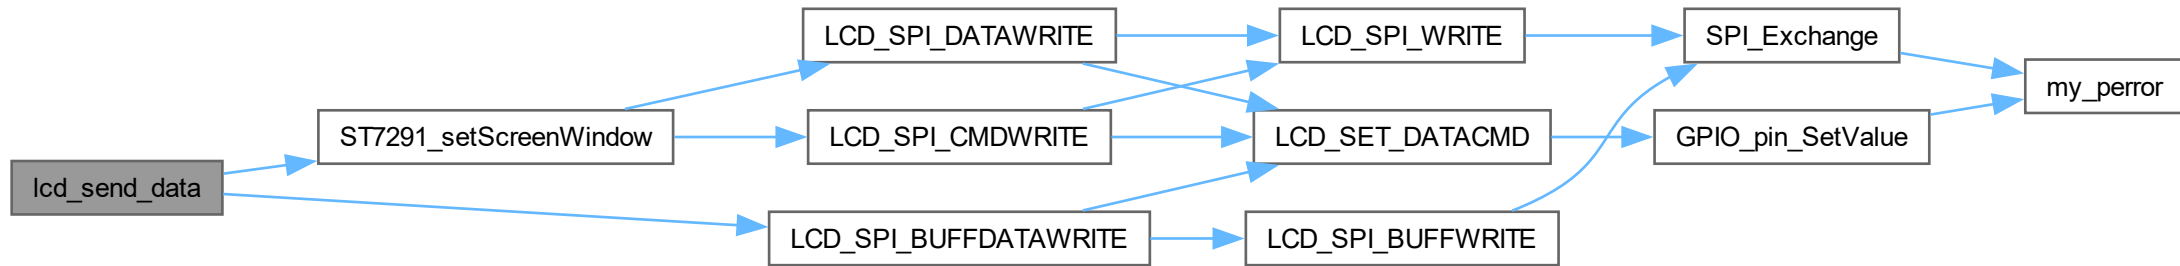 LCD_SPI_DATAWRITE
LCD_SPI_WRITE
SPI_Exchange
my_perror
ST7291_setScreenWindow
LCD_SPI_CMDWRITE
LCD_SET_DATACMD
GPIO_pin_SetValue
lcd_send_data
LCD_SPI_BUFFDATAWRITE
LCD_SPI_BUFFWRITE